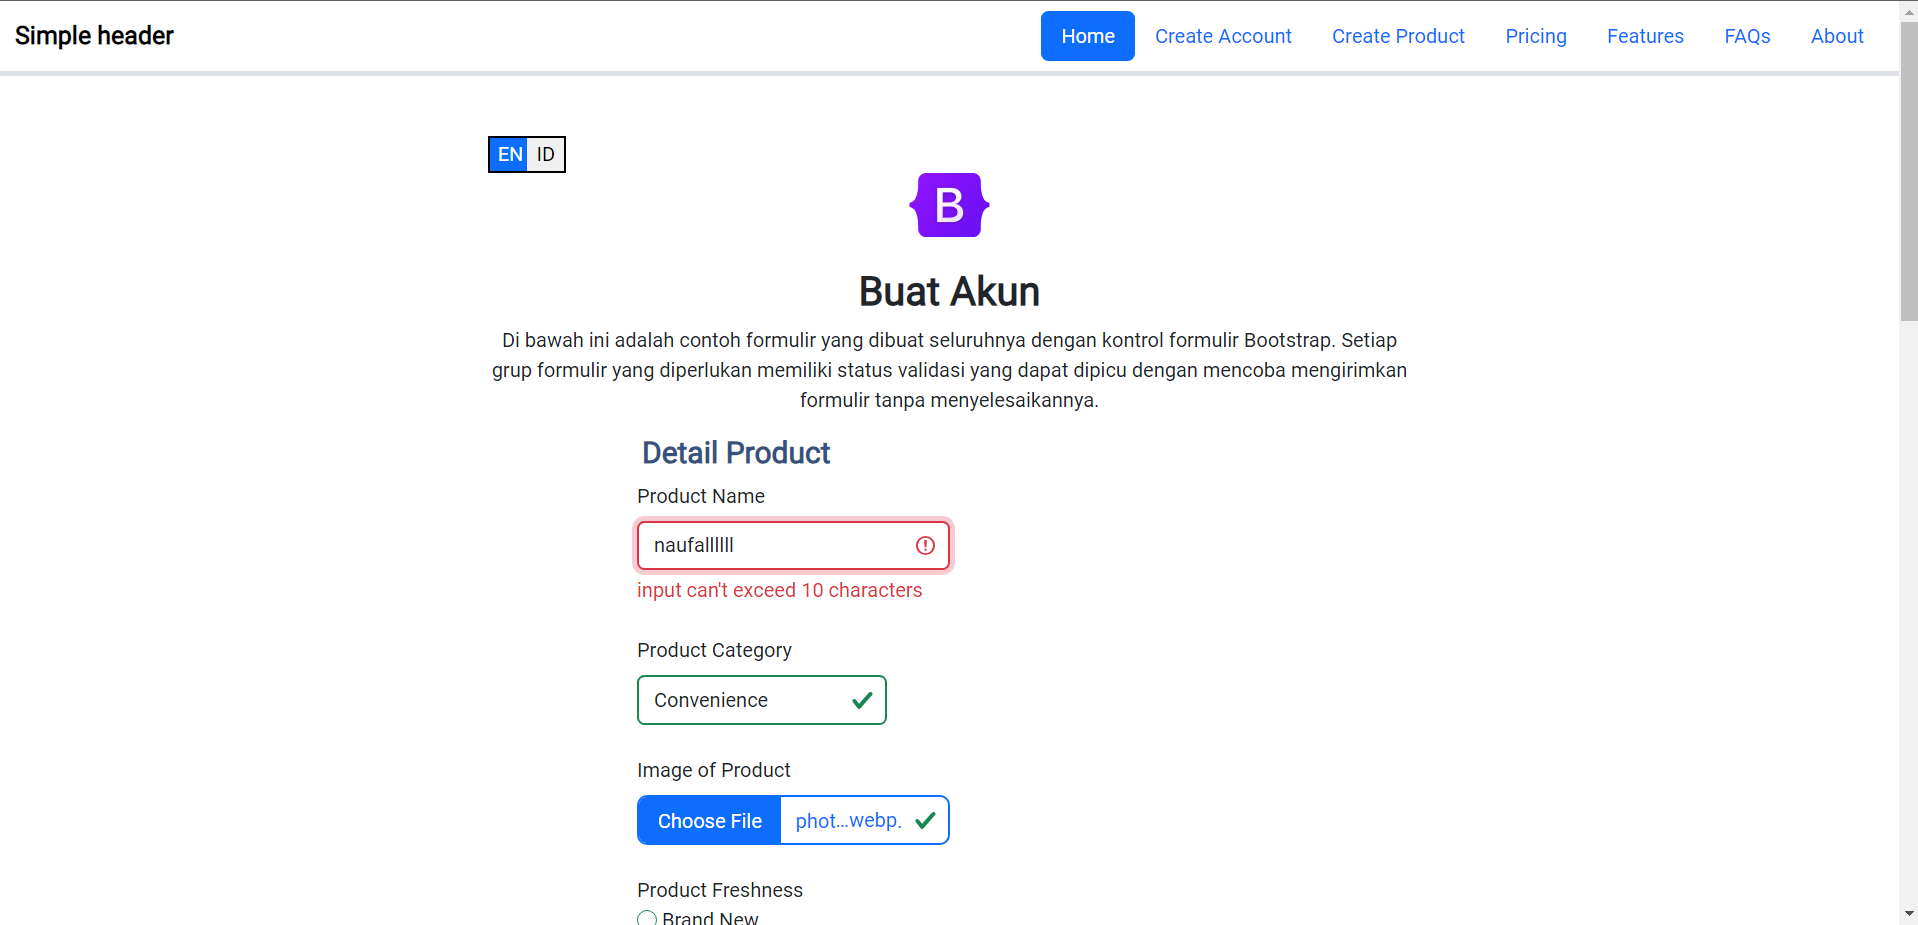 Simple header
Home Create Account Create Product Pricing Features FAQs About
EN ID
B
Buat Akun
Di bawah ini adalah contoh formulir yang dibuat seluruhnya dengan kontrol formulir Bootstrap. Setiap
grup formulir yang diperlukan memiliki status validasi yang dapat dipicu dengan mencoba mengirimkan
formulir tanpa menyelesaikannya.
Detail Product
Product Name
naufallllll
input can't exceed 10 characters
Product Category
Convenience
Image of Product
Choose File phot...webp.
Product Freshness
Brand New